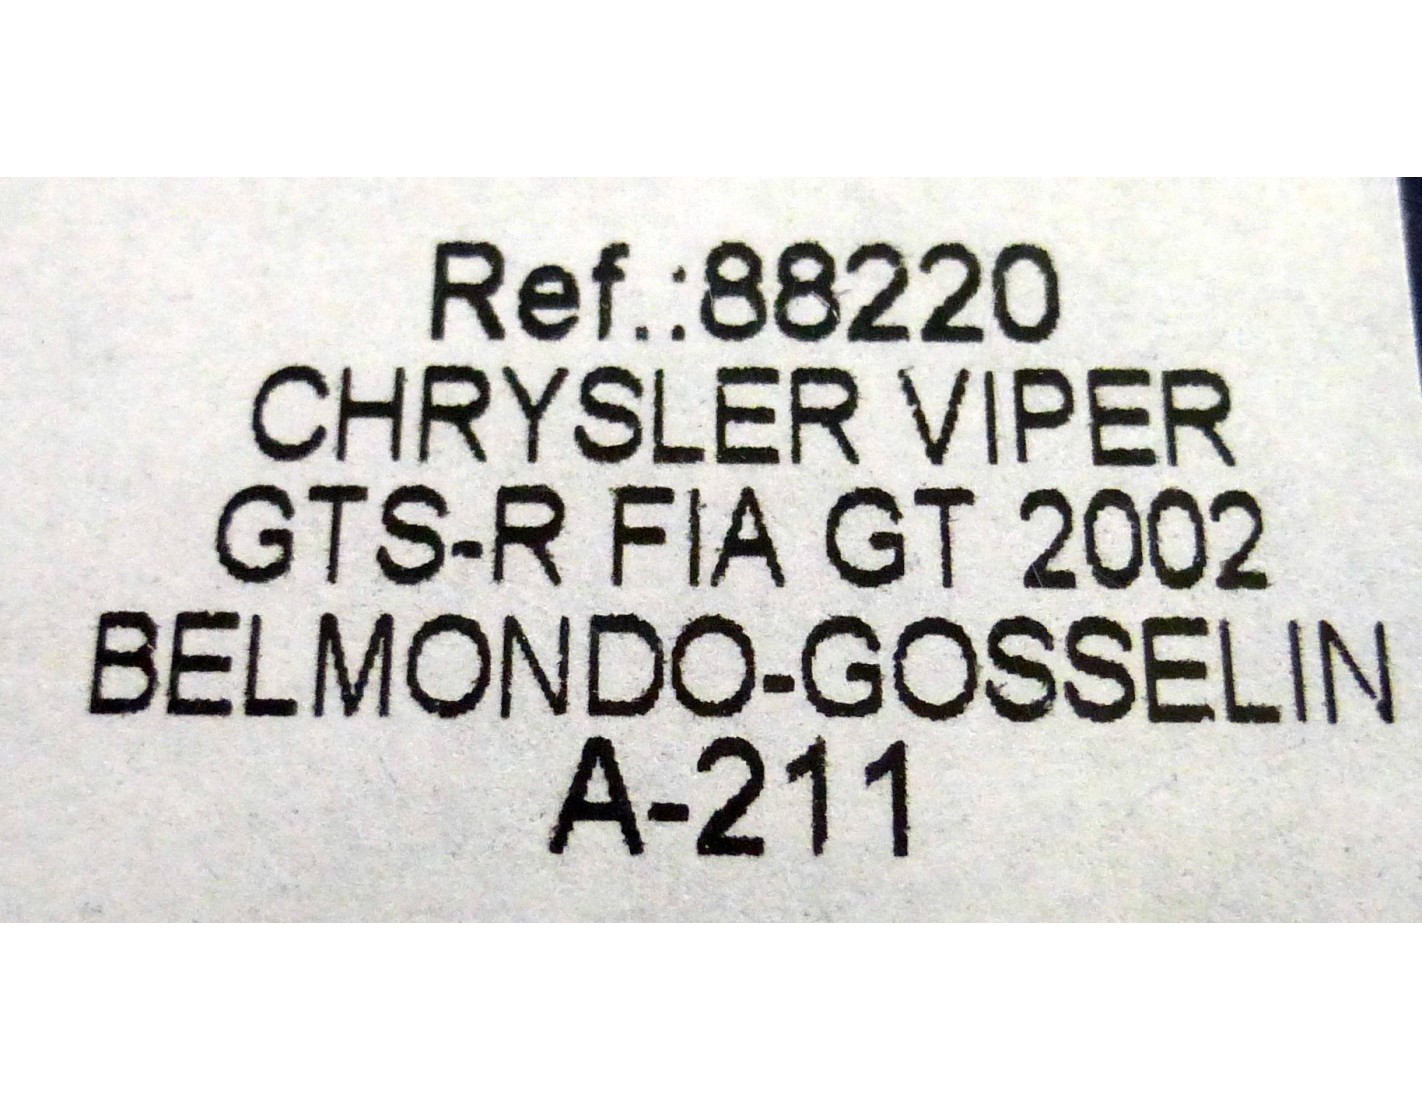 Ref.:88220
CHRYSLER VIPER
GTS-R FIA GT 2002
BELMONDO-GOSSELIN
A-211